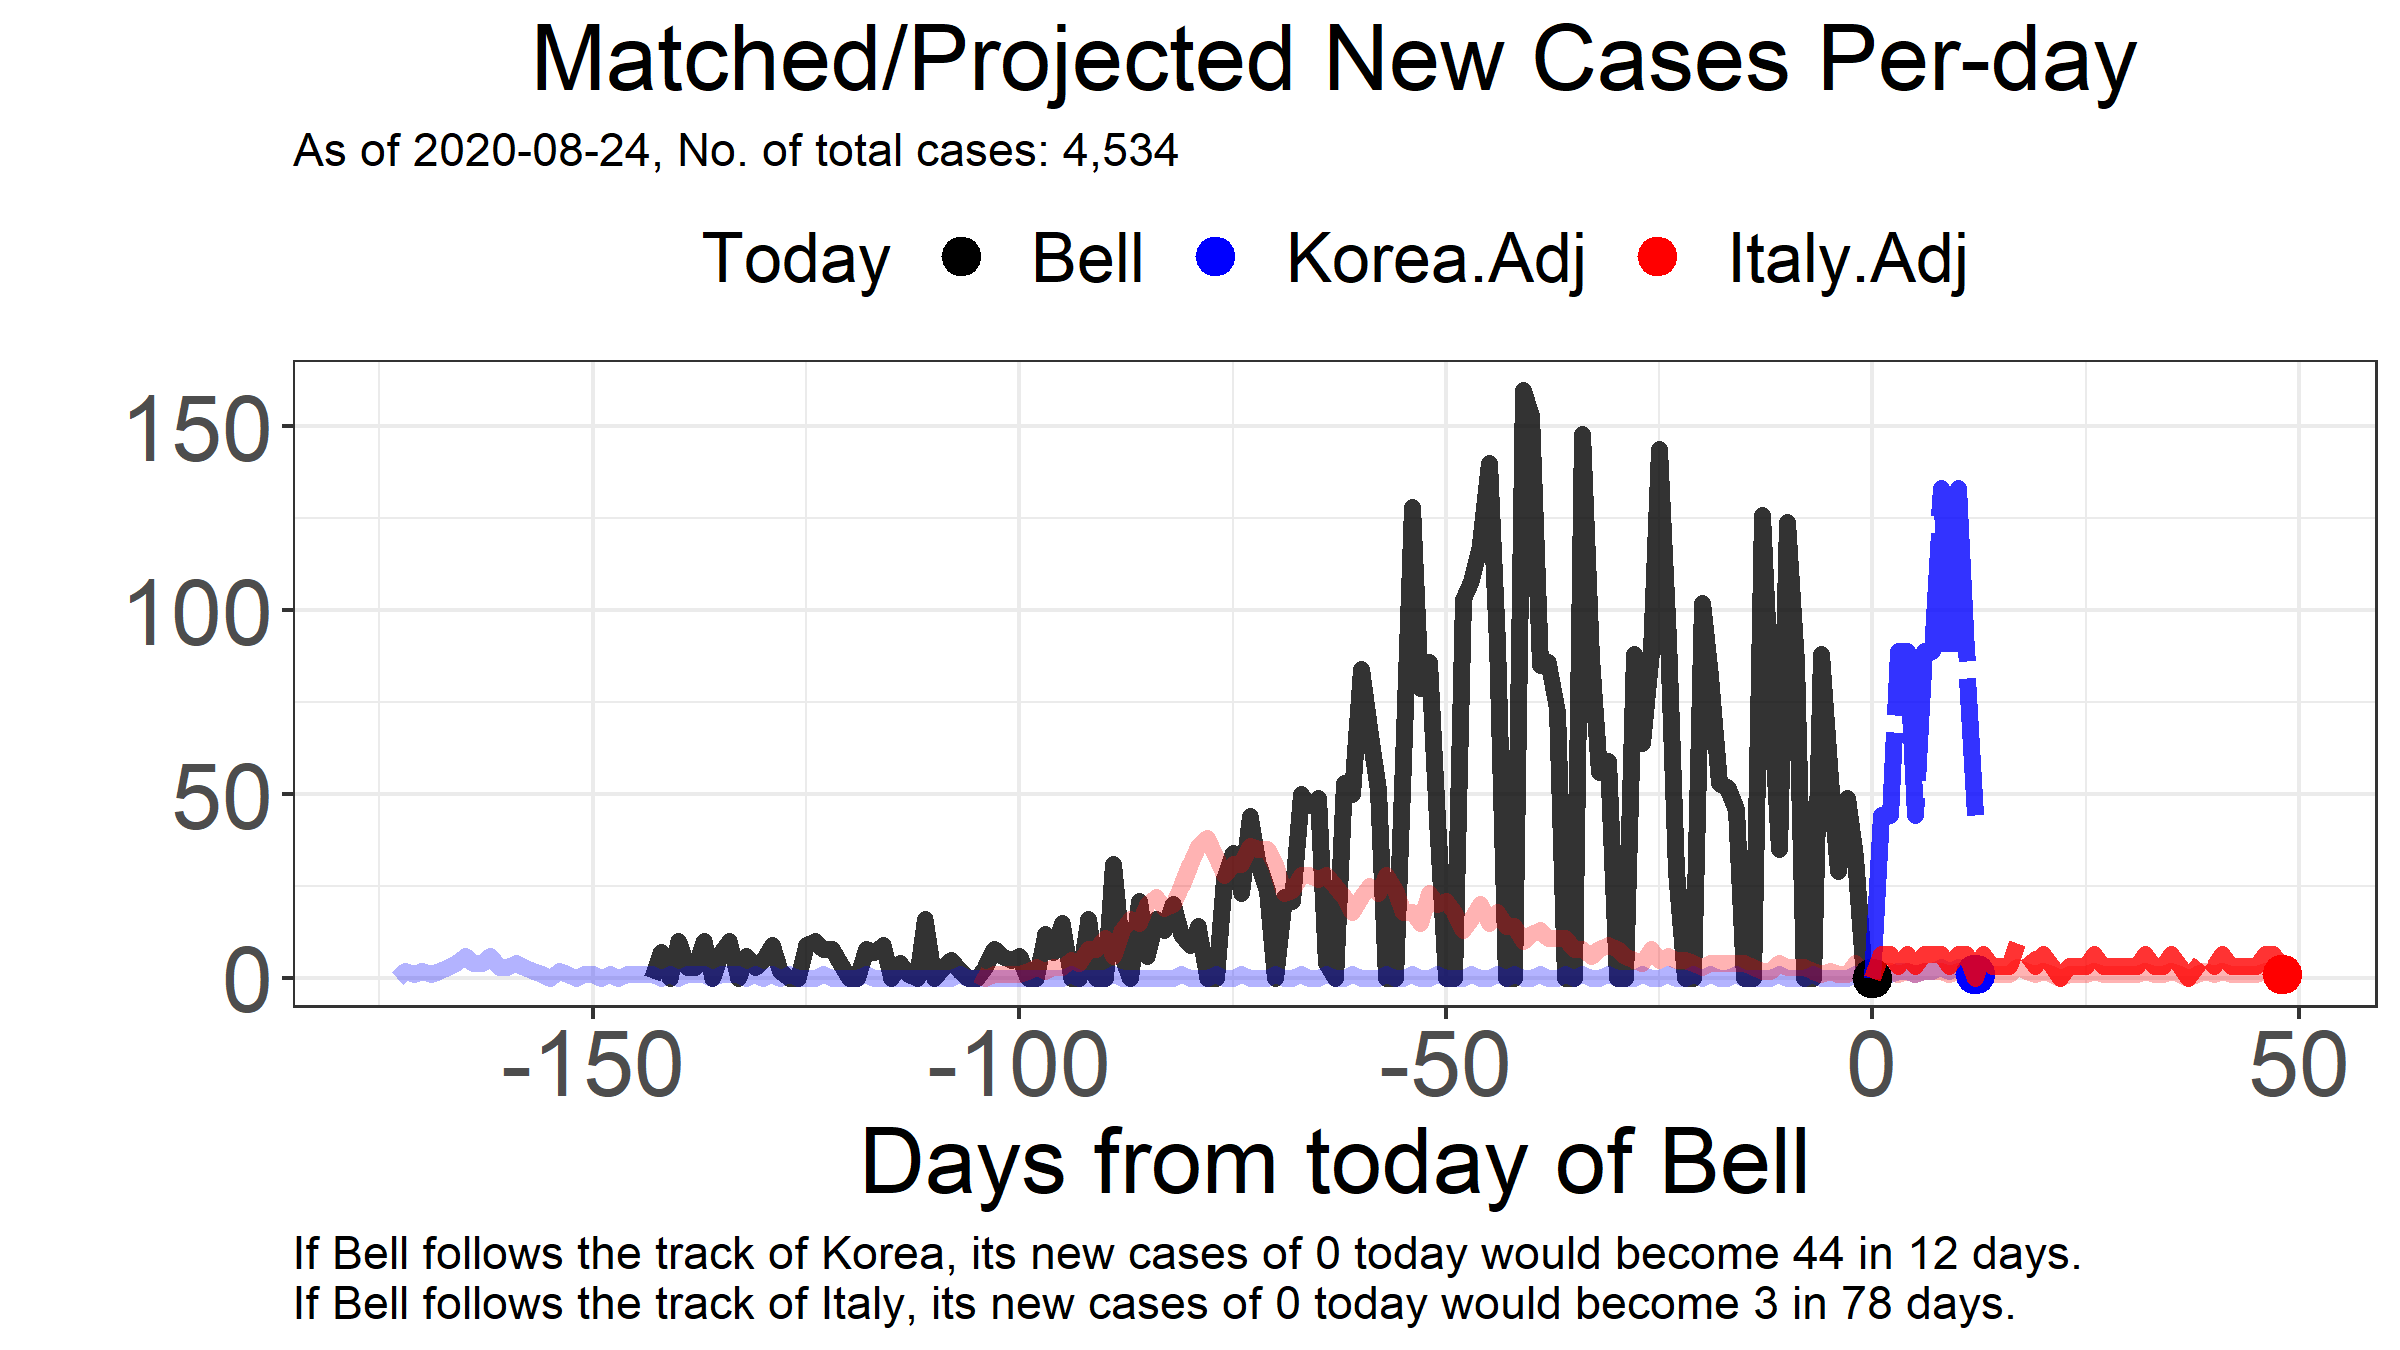 Matched/Projected New Cases Per-day
As of 2020-08-24, No. of total cases: 4,534
Today Bell Korea.Adj Italy.Adj
150
100
50
0
-150 -100 -50 0 50
Days from today of Bell
If Bell follows the track of Korea, its new cases of 0 today would become 44 in 12 days.
If Bell follows the track of Italy, its new cases of 0 today would become 3 in 78 days.